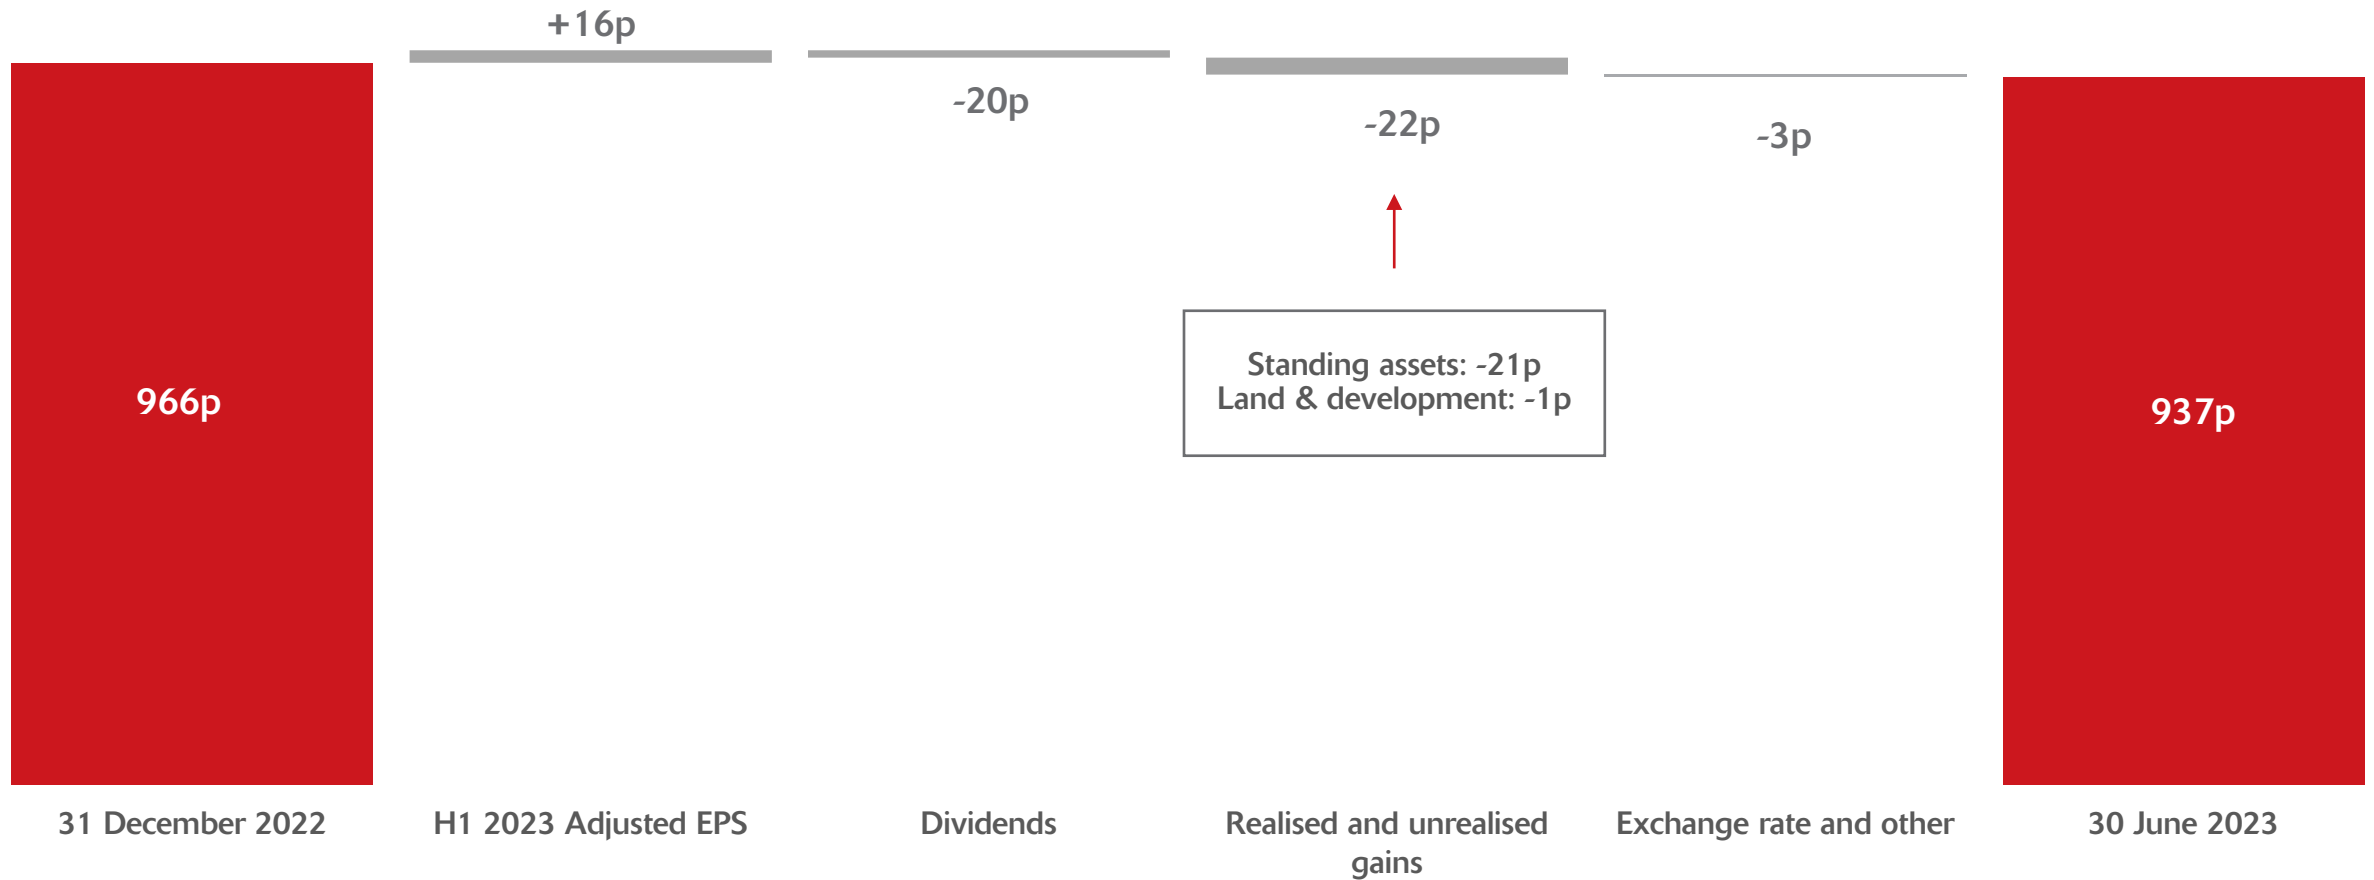 +16p
-20p
-22p
-3p
966p
Standing assets: -21p
Land & development: -1p
937p
31 December 2022
H1 2023 Adjusted EPS
Dividends
Realised and unrealised
gains
Exchange rate and other
30 June 2023